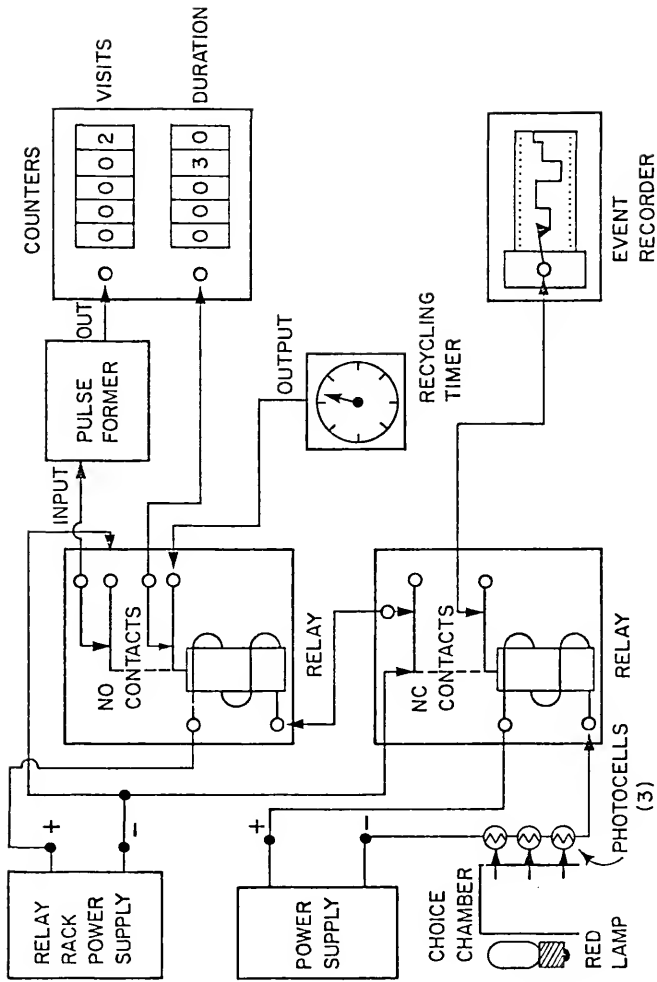 COUNTERS
VISITS
0 0 0 0 2
DURATION
0 0 0 3 0
OUT
PULSE
FORMER
INPUT
OUTPUT
RECYCLING
TIMER
EVENT
RECORDER
NO
CONTACTS
RELAY
NC
CONTACTS
RELAY
+
-
RELAY
RACK
POWER
SUPPLY
+
-
POWER
SUPPLY
CHOICE
CHAMBER
RED
LAMP
PHOTOCELLS
(3)